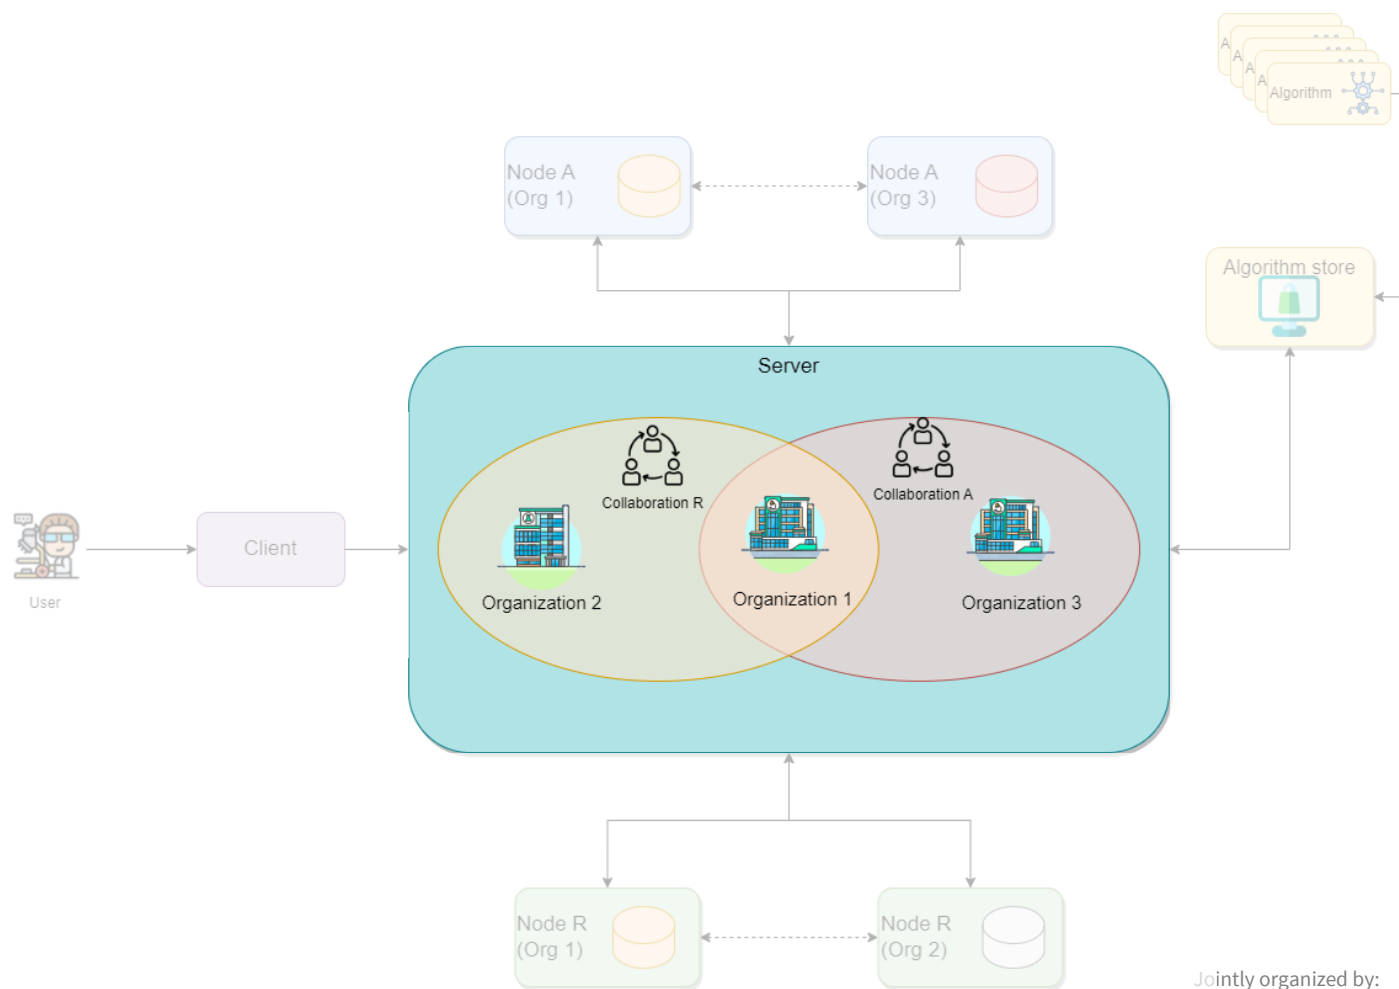 A
A
A
A
Algorithm
Node A
(Org 1)
Node A
(Org 3)
Algorithm store
Server
Collaboration R
Collaboration A
Organization 2
Organization 1
Organization 3
Client
User
Node R
(Org 1)
Node R
(Org 2)
Jointly organized by: